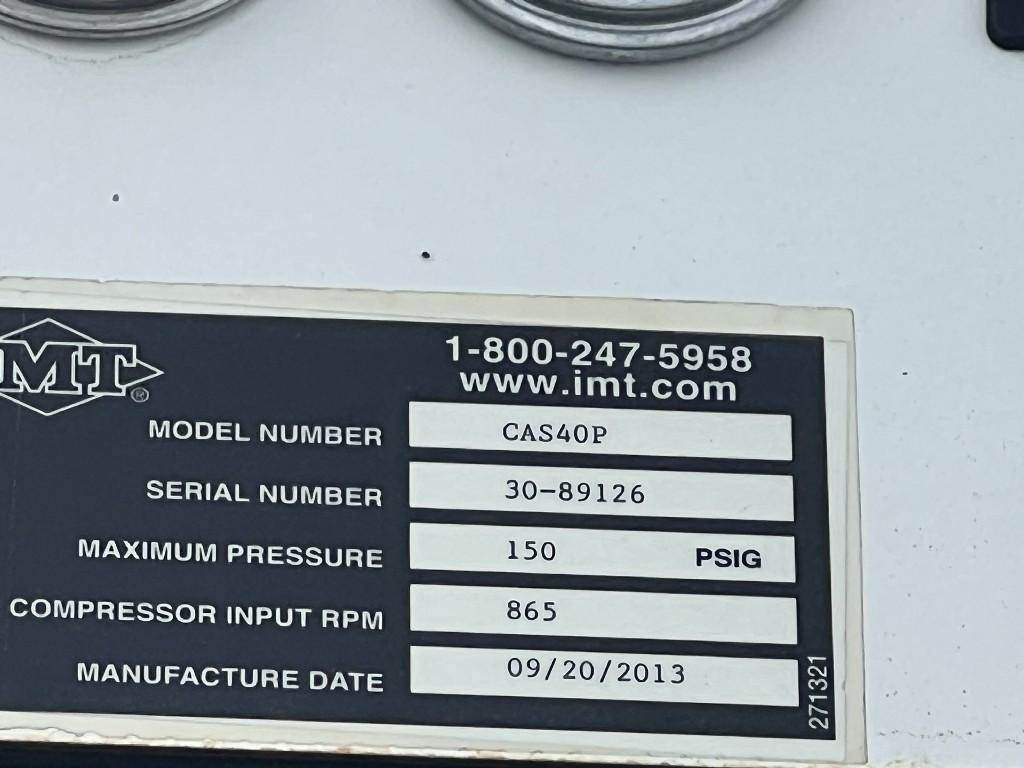 1-800-247-5958
www.imt.com
IMT®
MODEL NUMBER CAS40P
SERIAL NUMBER 30-89126
MAXIMUM PRESSURE 150 PSIG
COMPRESSOR INPUT RPM 865
MANUFACTURE DATE 09/20/2013
271321